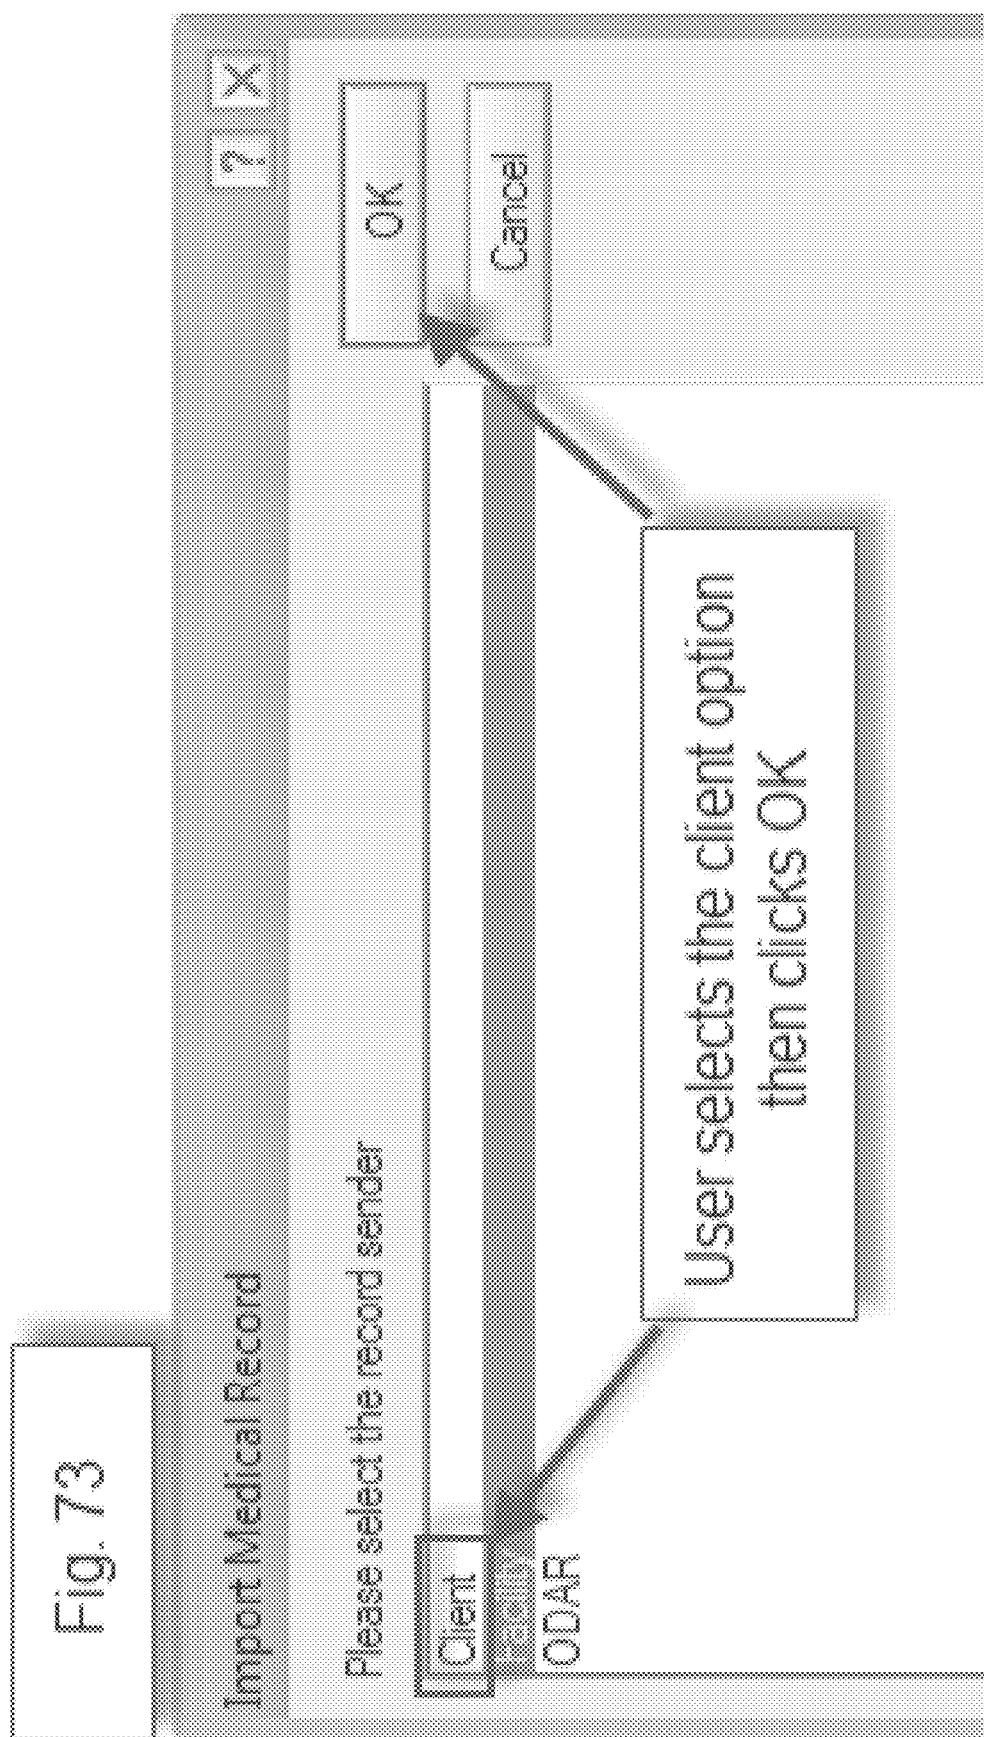 Fig. 73
Import Medical Record
? X
Please select the record sender
OK
Cancel
Client
ODAR
User selects the client option
then clicks OK